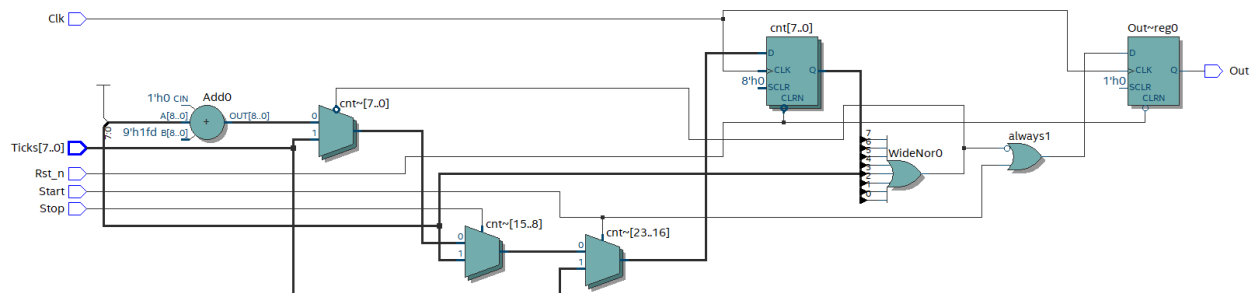 Clk
Ticks[7..0]
Rst_n
Start
Stop
7:0
1'h0 CIN
A[8..0]
9'h1fd B[8..0]
Add0
+
OUT[8..0]
cnt~[7..0]
0
1
cnt~[15..8]
0
1
cnt~[23..16]
0
1
cnt[7..0]
D
CLK
8'h0
SCLR
CLRN
Q
7
6
5
4
3
2
1
0
WideNor0
always1
Out~reg0
D
CLK
1'h0
SCLR
CLRN
Q
Out